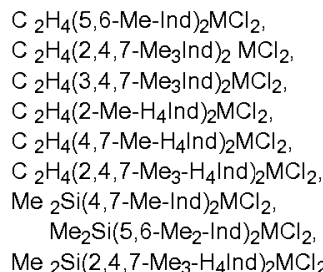 C 2H4(5,6-Me-Ind)2MCl2,
C 2H4(2,4,7-Me3Ind)2 MCl2,
C 2H4(3,4,7-Me3Ind)2MCl2,
C 2H4(2-Me-H4Ind)2MCl2,
C 2H4(4,7-Me-H4Ind)2MCl2,
C 2H4(2,4,7-Me3-H4Ind)2MCl2,
Me 2Si(4,7-Me-Ind)2MCl2,
Me2Si(5,6-Me2-Ind)2MCl2,
Me 2Si(2,4,7-Me3-H4Ind)2MCl2